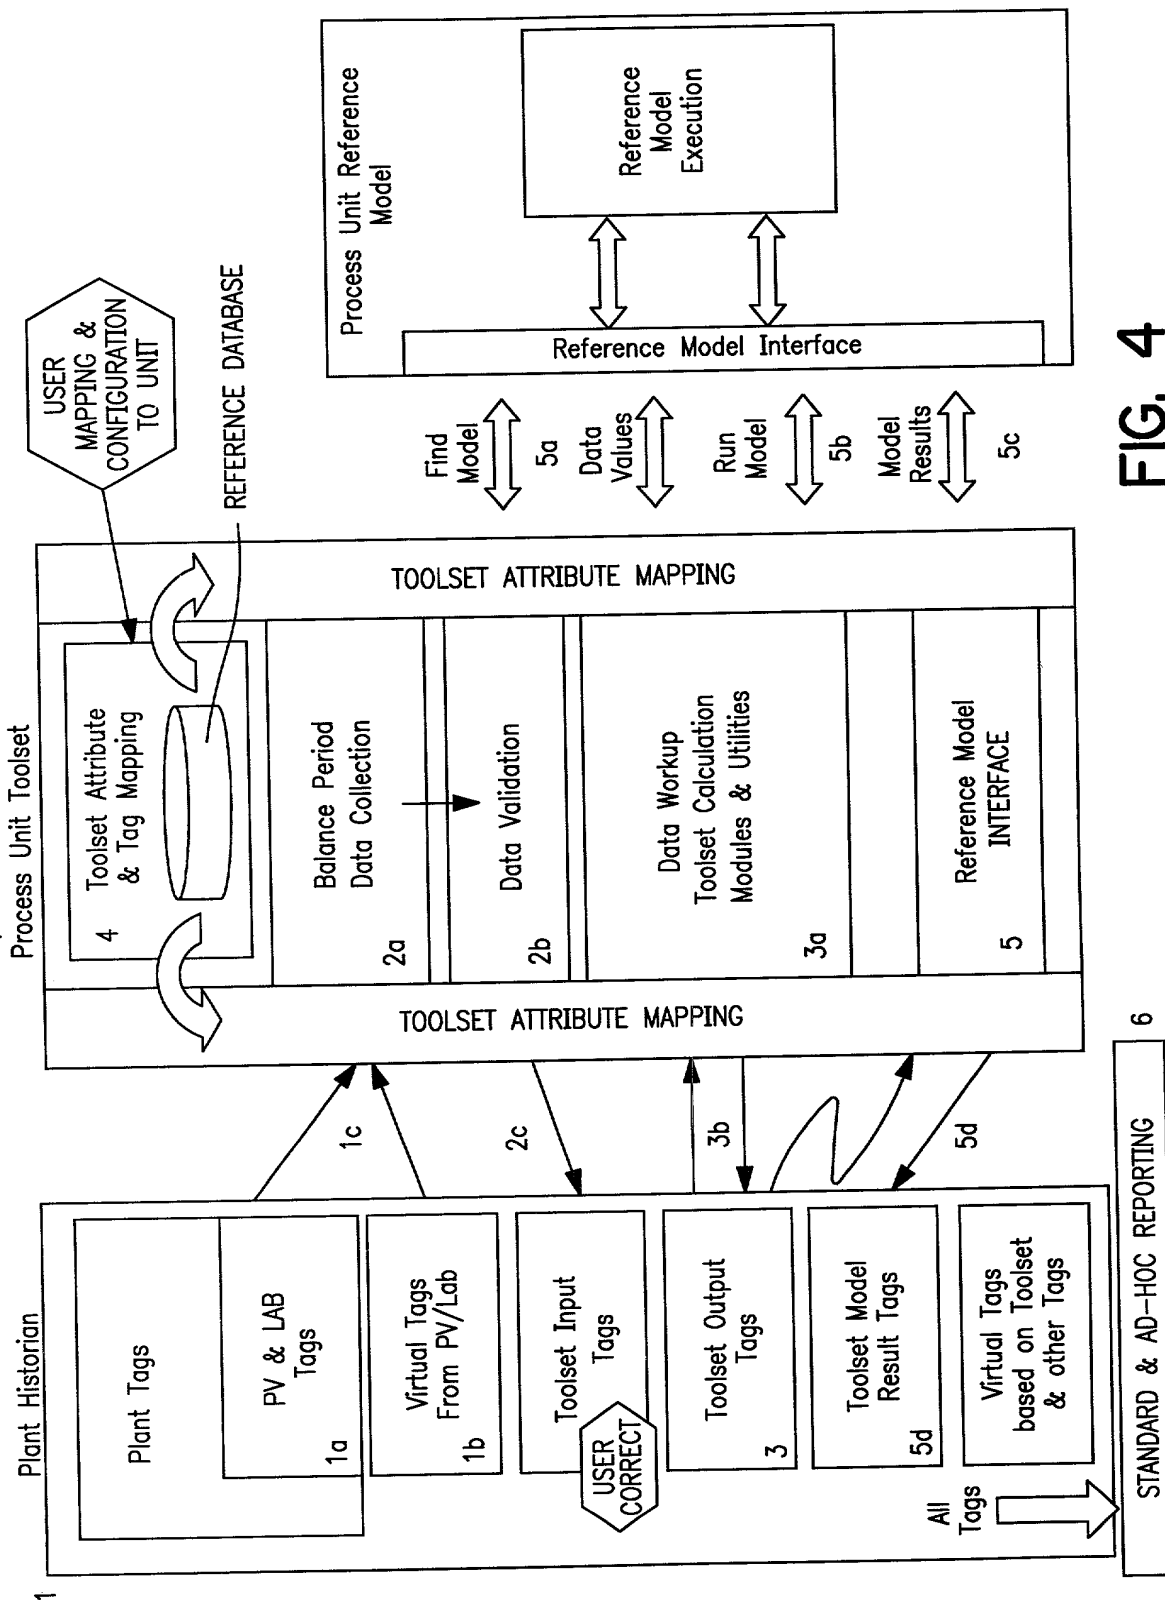 Plant Historian
1
Plant Tags
PV & LAB
Tags
1a
Virtual Tags
From PV/Lab
1b
Toolset Input
Tags
USER
CORRECT
Toolset Output
Tags
3
Toolset Model
Result Tags
5d
Virtual Tags
based on Toolset
& other Tags
All
Tags
STANDARD & AD-HOC REPORTING
6
1c
2c
3b
5d
Process Unit Toolset
TOOLSET ATTRIBUTE MAPPING
4
Toolset Attribute
& Tag Mapping
Balance Period
Data Collection
2a
Data Validation
2b
Data Workup
Toolset Calculation
Modules & Utilities
3a
Reference Model
INTERFACE
5
TOOLSET ATTRIBUTE MAPPING
USER
MAPPING &
CONFIGURATION
TO UNIT
REFERENCE DATABASE
Find
Model
5a
Data
Values
Run
Model
5b
Model
Results
5c
Process Unit Reference
Model
Reference Model Interface
Reference
Model
Execution
FIG. 4